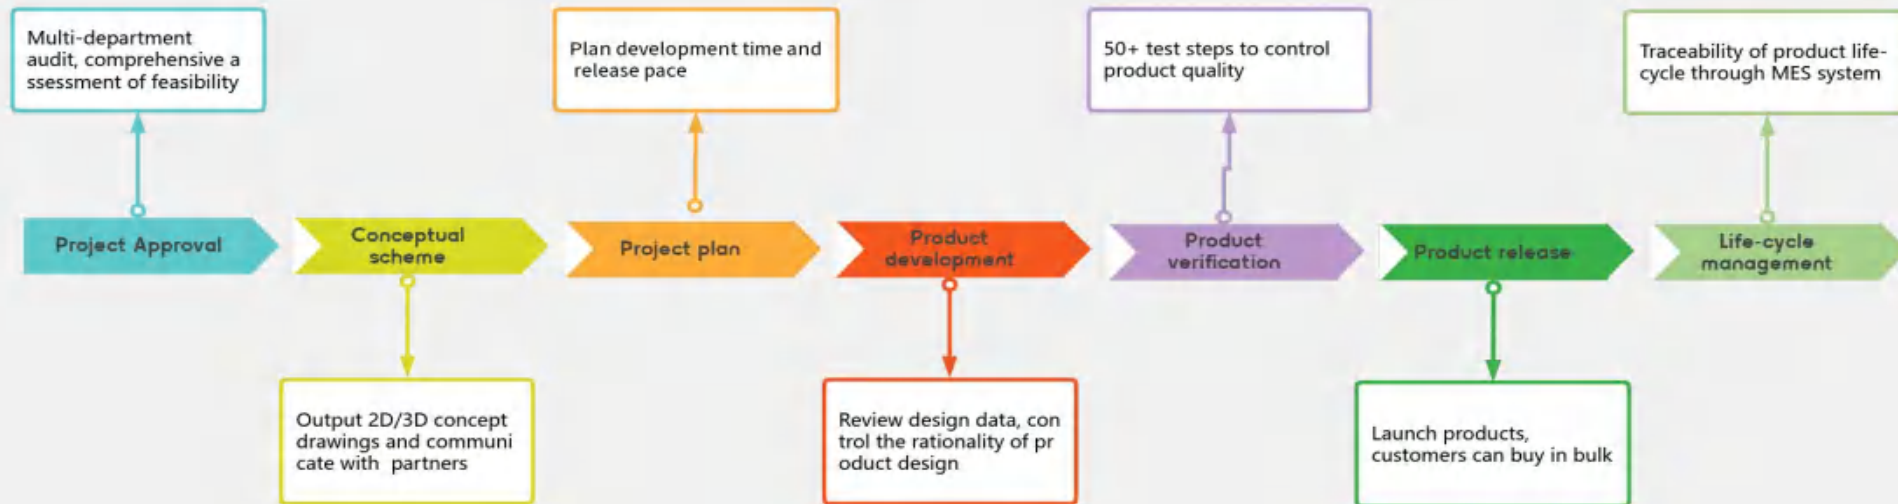 Multi-department
audit, comprehensive a
ssessment of feasibility
Plan development time and
release pace
50+ test steps to control
product quality
Traceability of product life-
cycle through MES system
Project Approval
Conceptual
scheme
Project plan
Product
development
Product
verification
Product release
Life-cycle
management
Output 2D/3D concept
drawings and communi
cate with partners
Review design data, con
trol the rationality of pr
oduct design
Launch products,
customers can buy in bulk